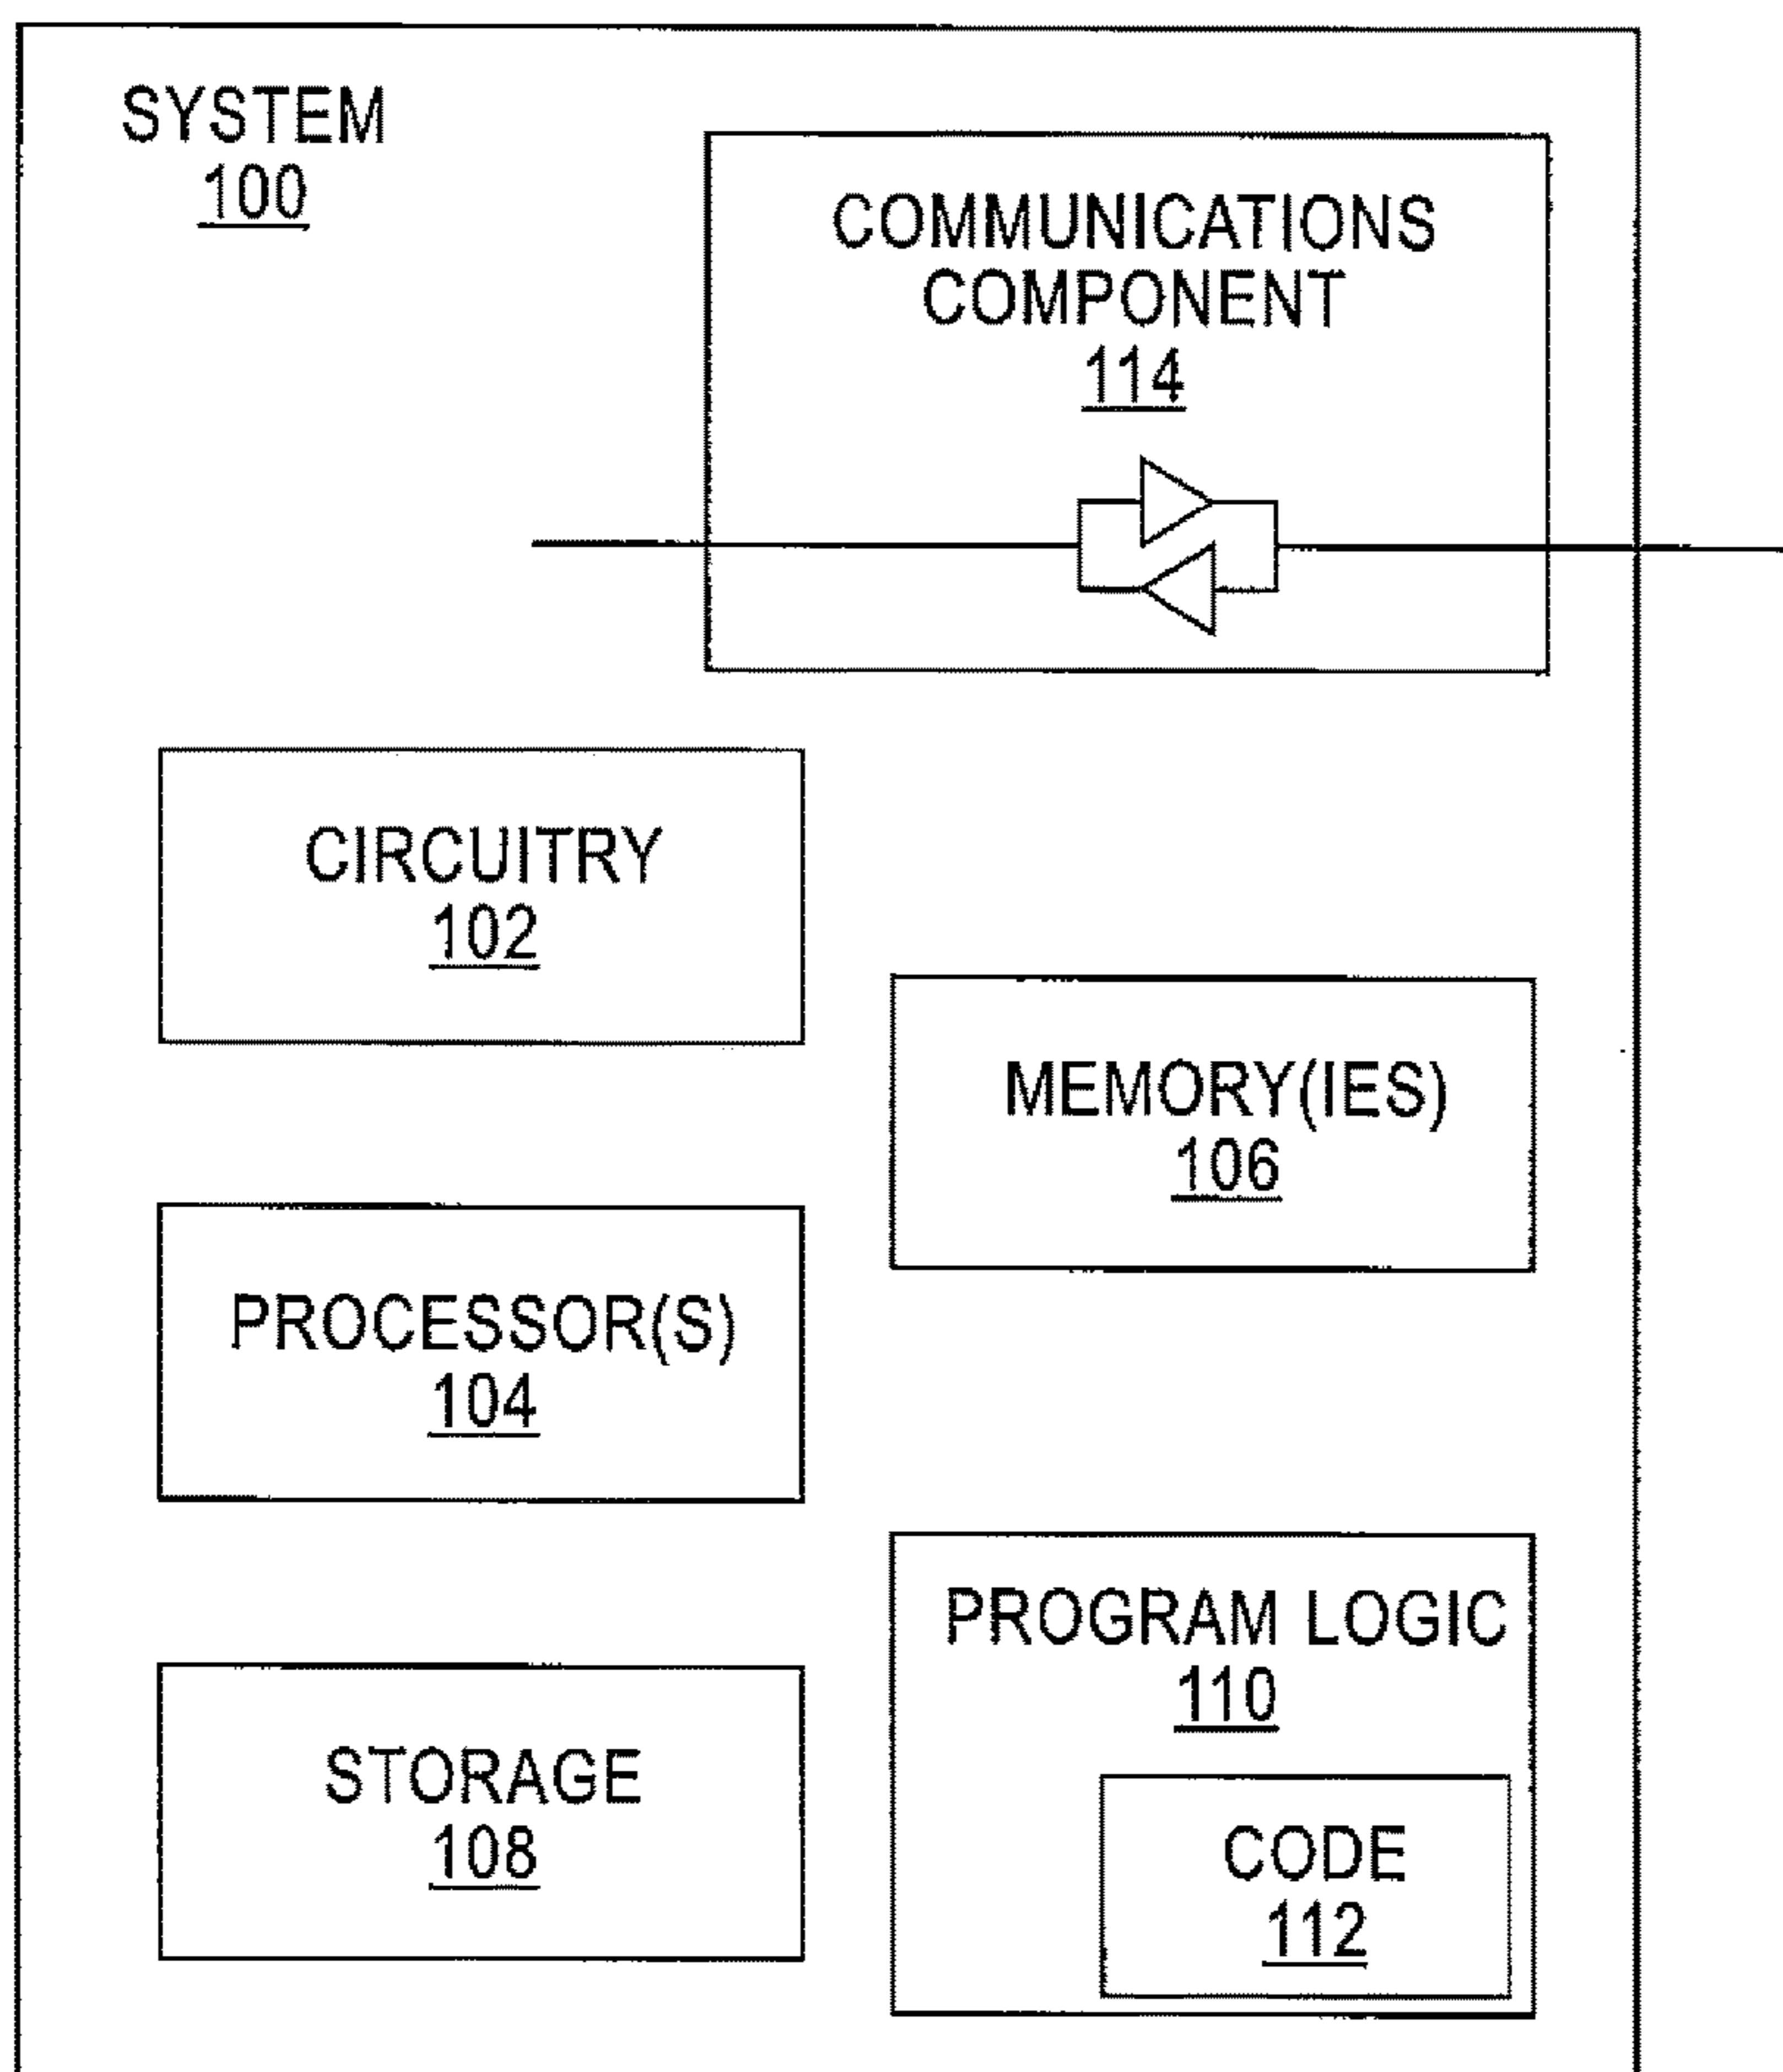 SYSTEM
100
COMMUNICATIONS
COMPONENT
114
CIRCUITRY
102
MEMORY(IES)
106
PROCESSOR(S)
104
PROGRAM LOGIC
110
STORAGE
108
CODE
112